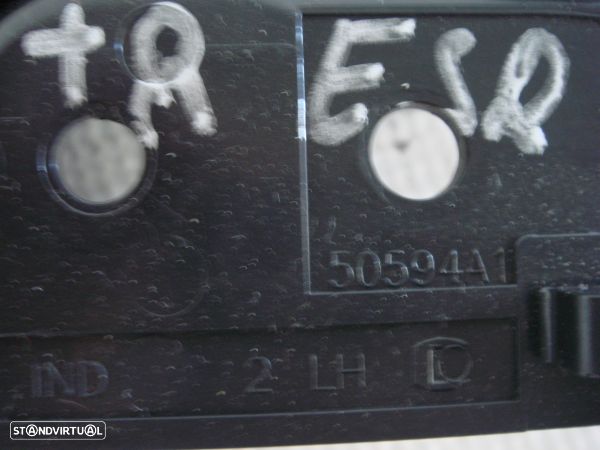 TR ESQ
50594A1
IND 2 LH
STANDVIRTUAL